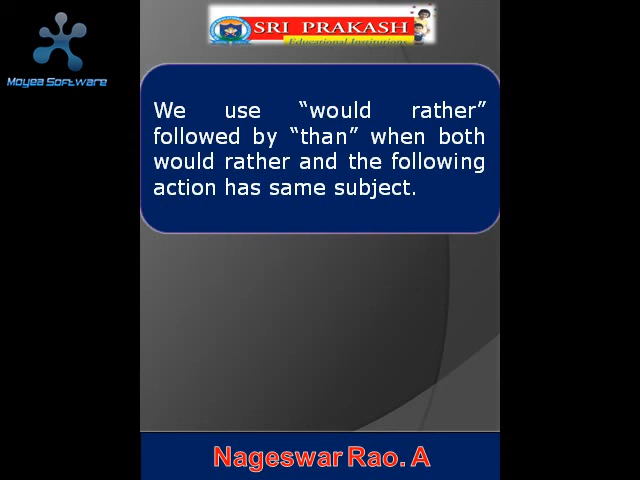 SRI PRAKASH
Educational Institutions
Moyea Software
We use “would rather”
followed by “than” when both
would rather and the following
action has same subject.
Nageswar Rao. A